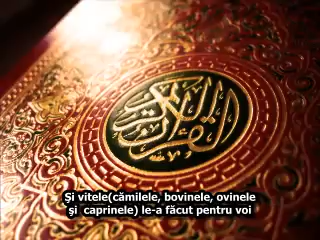 القرآن الكريم
Şi vitele(cămilele, bovinele, ovinele
şi  caprinele) le-a făcut pentru voi